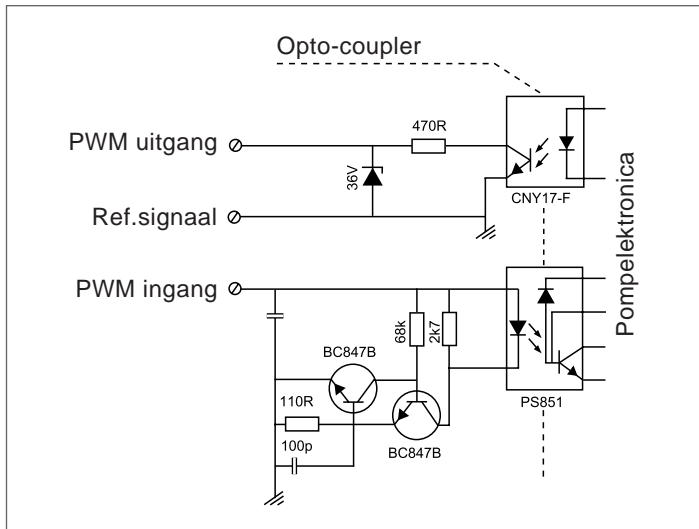 Opto-coupler
470R
PWM uitgang
36V
CNY17-F
Ref.signaal
Pompelektronica
PWM ingang
68k
2k7
BC847B
110R
PS851
100p
BC847B